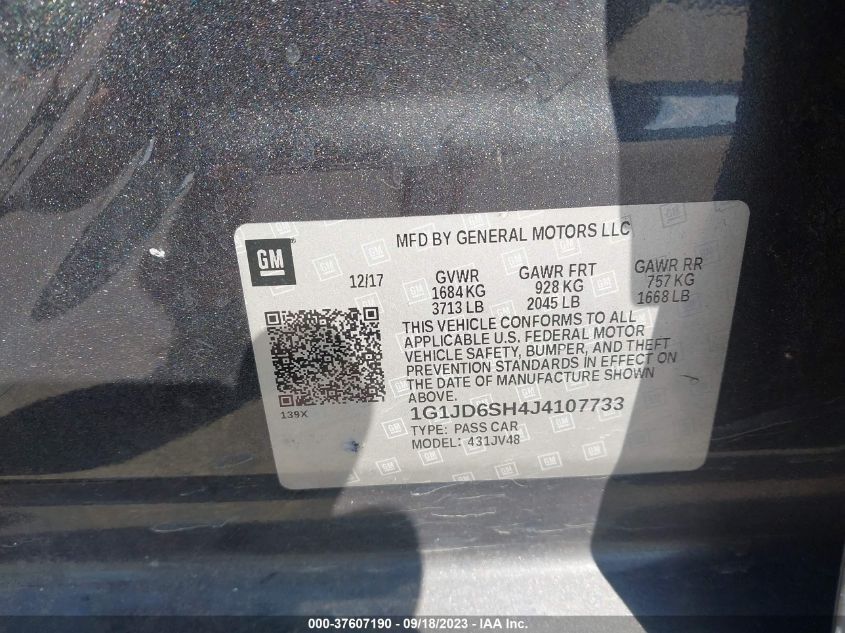 GM
MFD BY GENERAL MOTORS LLC
12/17
GVWR
1684 KG
3713 LB
GAWR FRT
928 KG
2045 LB
GAWR RR
757 KG
1668 LB
THIS VEHICLE CONFORMS TO ALL
APPLICABLE U.S. FEDERAL MOTOR
VEHICLE SAFETY, BUMPER, AND THEFT
PREVENTION STANDARDS IN EFFECT ON
THE DATE OF MANUFACTURE SHOWN
ABOVE.
139X
1G1JD6SH4J4107733
TYPE: PASS CAR
MODEL: 431JV48
000-37607190 - 09/18/2023 - IAA Inc.